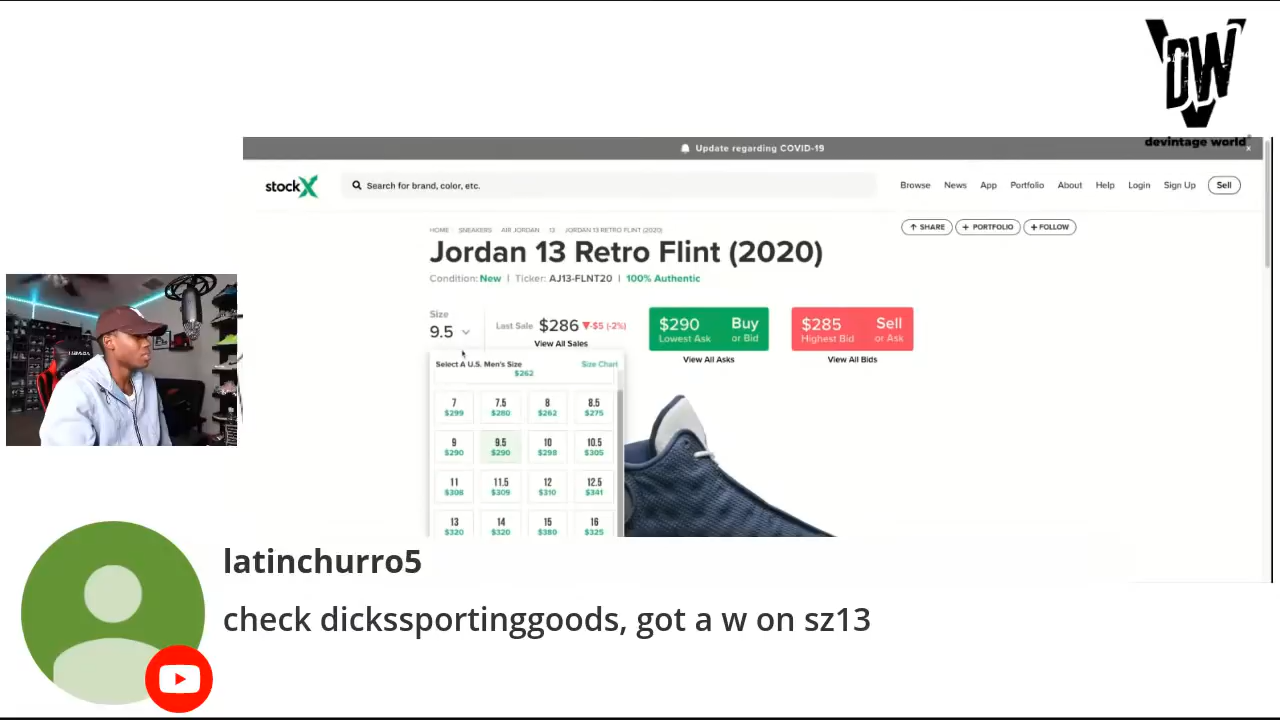 DW
devintage world
Update regarding COVID-19
stockX
Search for brand, color, etc.
Browse News App Portfolio About Help Login Sign Up Sell
HOME SNEAKERS AIR JORDAN 13 JORDAN 13 RETRO FLINT (2020)
SHARE + PORTFOLIO + FOLLOW
Jordan 13 Retro Flint (2020)
Condition: New | Ticker: AJ13-FLNT20 | 100% Authentic
Size
9.5
Last Sale $286 ▼-$5 (-2%)
View All Sales
$290 Buy
Lowest Ask or Bid
View All Asks
$285 Sell
Highest Bid or Ask
View All Bids
Select A U.S. Men's Size Size Chart
$262
7 7.5 8 8.5
$299 $280 $262 $275
9 9.5 10 10.5
$290 $290 $298 $305
11 11.5 12 12.5
$308 $309 $310 $341
13 14 15 16
$320 $320 $380 $325
latinchurro5
check dickssportinggoods, got a w on sz13